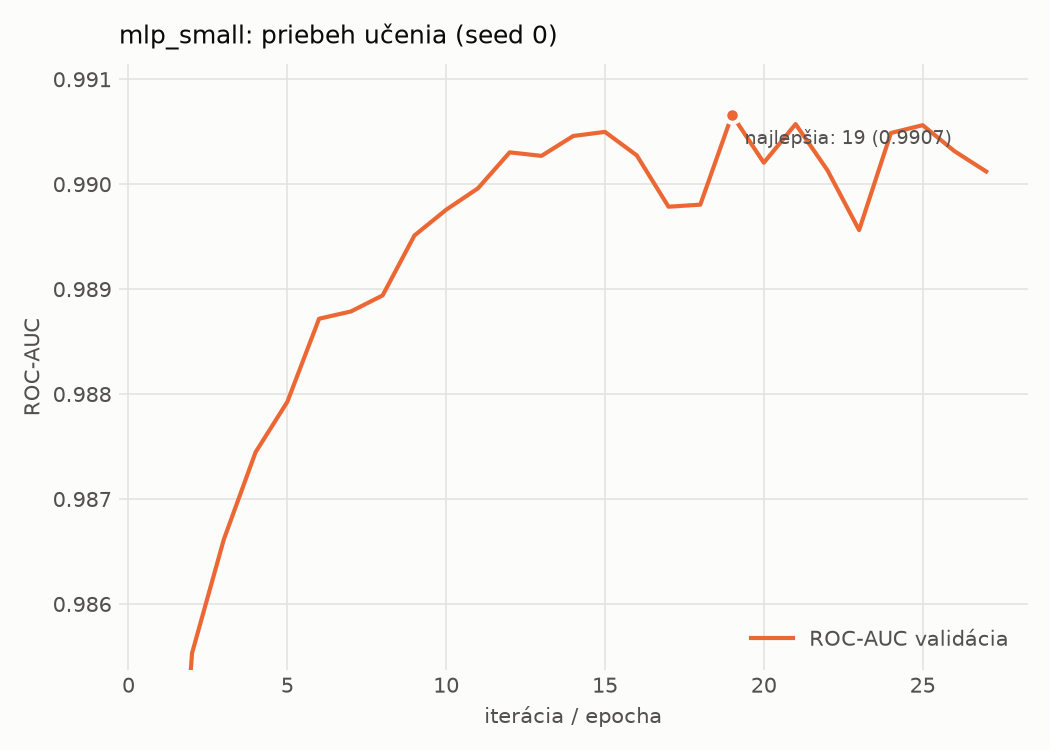 mlp_small: priebeh učenia (seed 0)
ROC-AUC
0.991
0.990
0.989
0.988
0.987
0.986
najlepšia: 19 (0.9907)
ROC-AUC validácia
0 5 10 15 20 25
iterácia / epocha